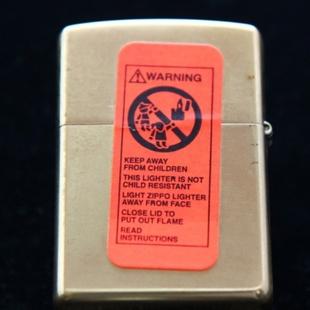 WARNING
KEEP AWAY
FROM CHILDREN
THIS LIGHTER IS NOT
CHILD RESISTANT
LIGHT ZIPPO LIGHTER
AWAY FROM FACE
CLOSE LID TO
PUT OUT FLAME
READ
INSTRUCTIONS